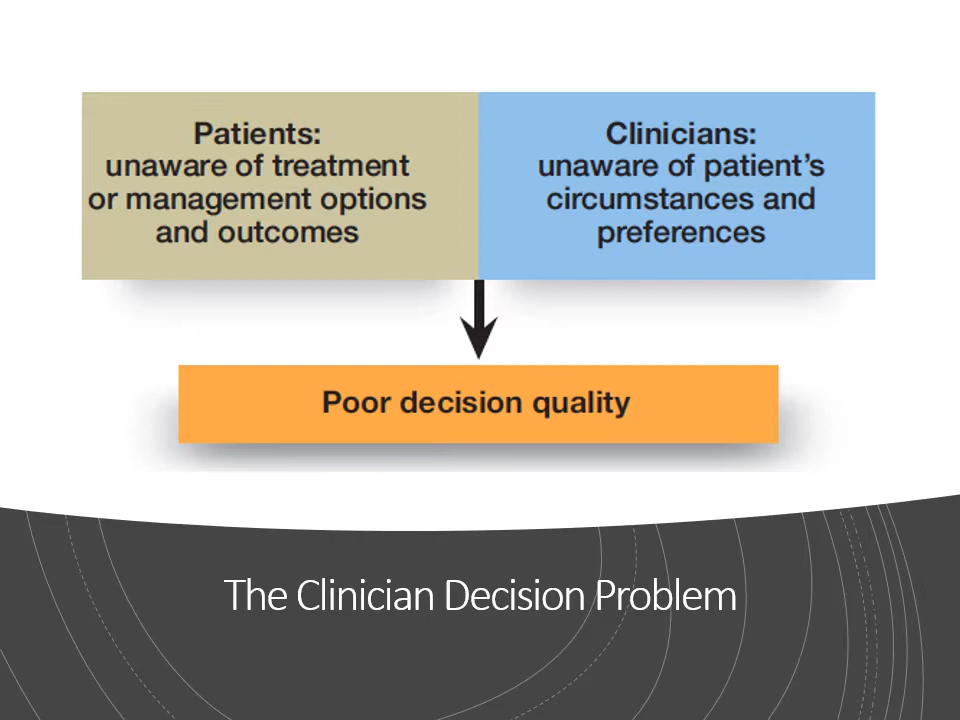 Patients:
unaware of treatment
or management options
and outcomes
Clinicians:
unaware of patient's
circumstances and
preferences
Poor decision quality
The Clinician Decision Problem